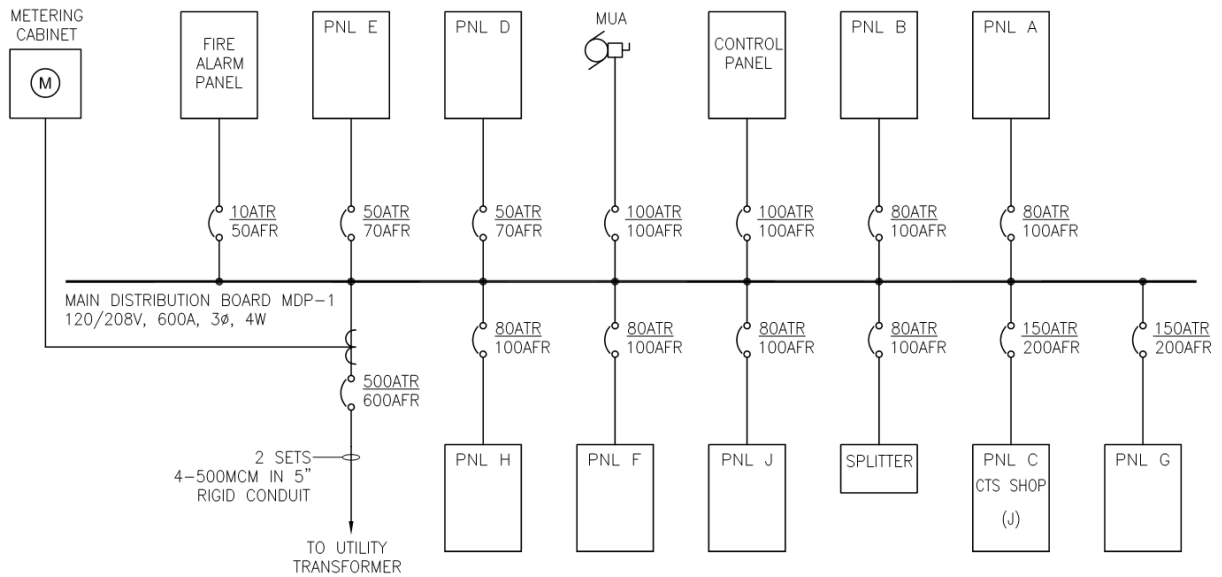 METERING
CABINET
M
FIRE
ALARM
PANEL
PNL E
PNL D
MUA
CONTROL
PANEL
PNL B
PNL A
10ATR
50AFR
50ATR
70AFR
50ATR
70AFR
100ATR
100AFR
100ATR
100AFR
80ATR
100AFR
80ATR
100AFR
MAIN DISTRIBUTION BOARD MDP-1
120/208V, 600A, 3ø, 4W
80ATR
100AFR
80ATR
100AFR
80ATR
100AFR
80ATR
100AFR
150ATR
200AFR
150ATR
200AFR
500ATR
600AFR
2 SETS
4-500MCM IN 5"
RIGID CONDUIT
TO UTILITY
TRANSFORMER
PNL H
PNL F
PNL J
SPLITTER
PNL C
CTS SHOP
(J)
PNL G